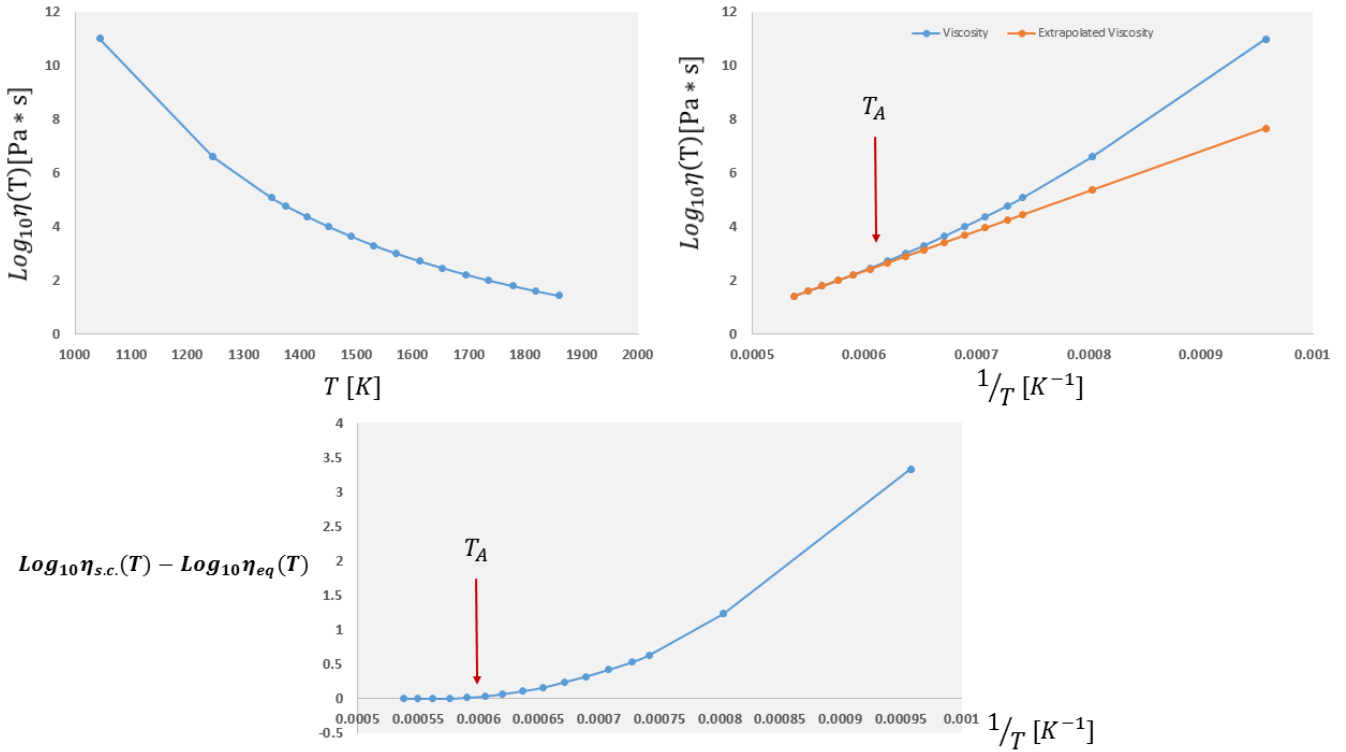 12
10
8
6
4
2
0
Log₁₀η(T)[Pa * s]
1000 1100 1200 1300 1400 1500 1600 1700 1800 1900 2000
T [K]
Viscosity Extrapolated Viscosity
12
10
8
6
4
2
0
Log₁₀η(T)[Pa * s]
T_A
0.0005 0.0006 0.0007 0.0008 0.0009 0.001
1/T [K⁻¹]
4
3.5
3
2.5
2
1.5
1
0.5
0
-0.5
Log₁₀η_s.c.(T) − Log₁₀η_eq(T)
T_A
0.0005 0.00055 0.0006 0.00065 0.0007 0.00075 0.0008 0.00085 0.0009 0.00095 0.001
1/T [K⁻¹]